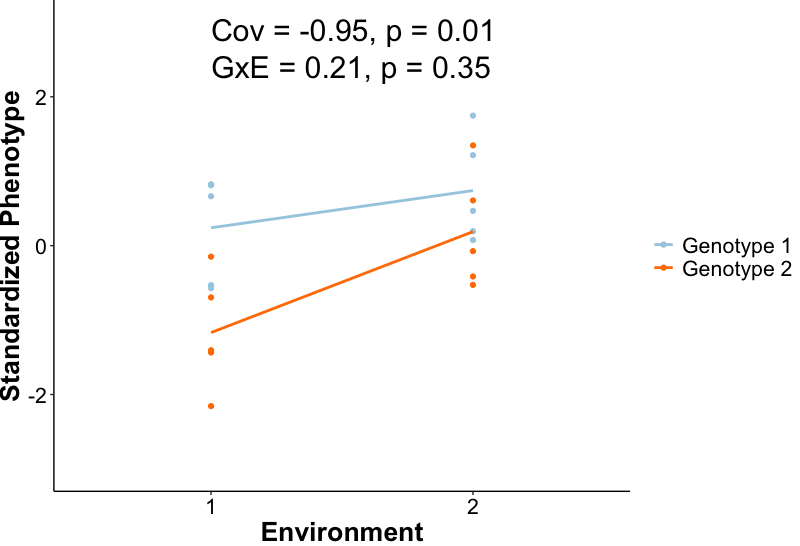 Cov = -0.95, p = 0.01
GxE = 0.21, p = 0.35
Standardized Phenotype
2
0
-2
Genotype 1
Genotype 2
1
2
Environment